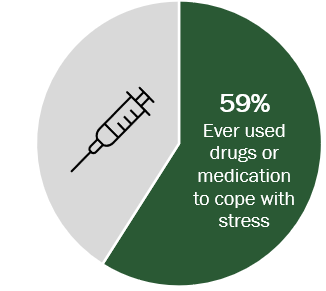 59%
Ever used
drugs or
medication
to cope with
stress